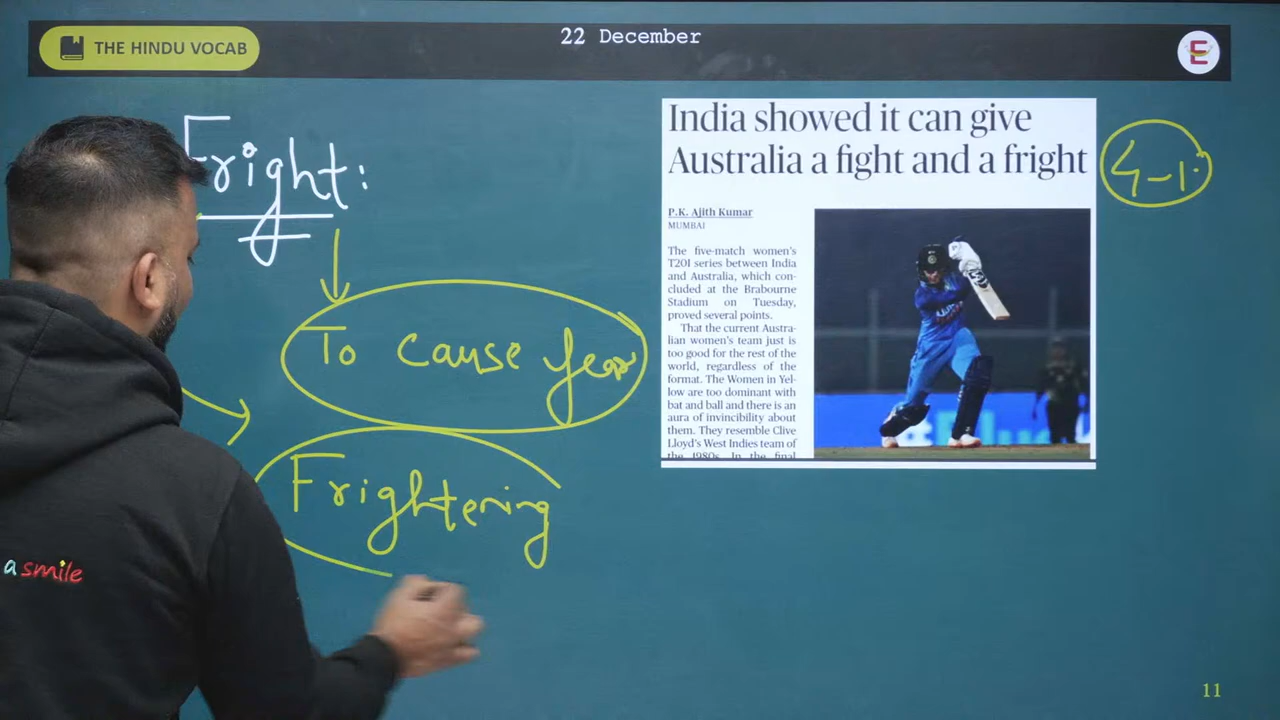 THE HINDU VOCAB
22 December
E
Fright:
To cause fear
Frightening
India showed it can give
Australia a fight and a fright
4-1.
P.K. Ajith Kumar
MUMBAI
The five-match women's
T20I series between India
and Australia, which con-
cluded at the Brabourne
Stadium on Tuesday,
proved several points.
That the current Austra-
lian women's team just is
too good for the rest of the
world, regardless of the
format. The Women in Yel-
low are too dominant with
bat and ball and there is an
aura of invincibility about
them. They resemble Clive
Lloyd's West Indies team of
the 1980s. In the final
a smile
11